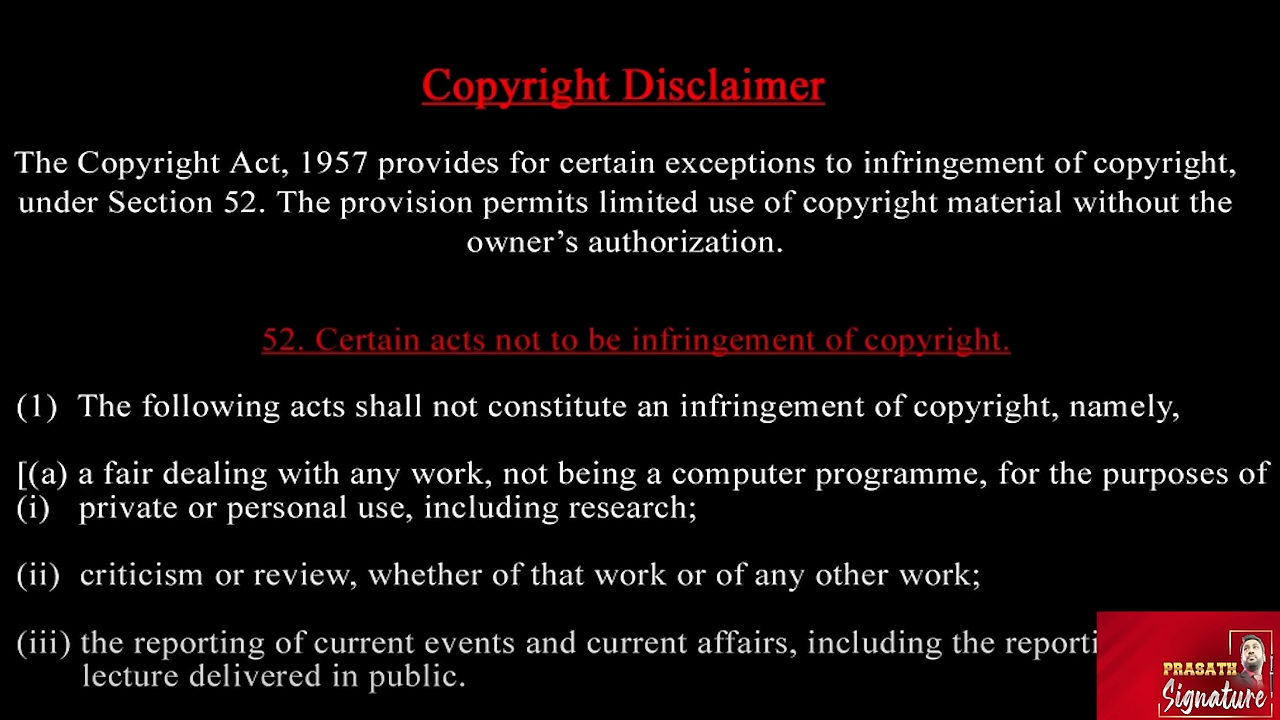 Copyright Disclaimer
The Copyright Act, 1957 provides for certain exceptions to infringement of copyright,
under Section 52. The provision permits limited use of copyright material without the
owner’s authorization.
52. Certain acts not to be infringement of copyright.
(1) The following acts shall not constitute an infringement of copyright, namely,
[(a) a fair dealing with any work, not being a computer programme, for the purposes of
(i) private or personal use, including research;
(ii) criticism or review, whether of that work or of any other work;
(iii) the reporting of current events and current affairs, including the reporti
lecture delivered in public.
PRASATH
Signature